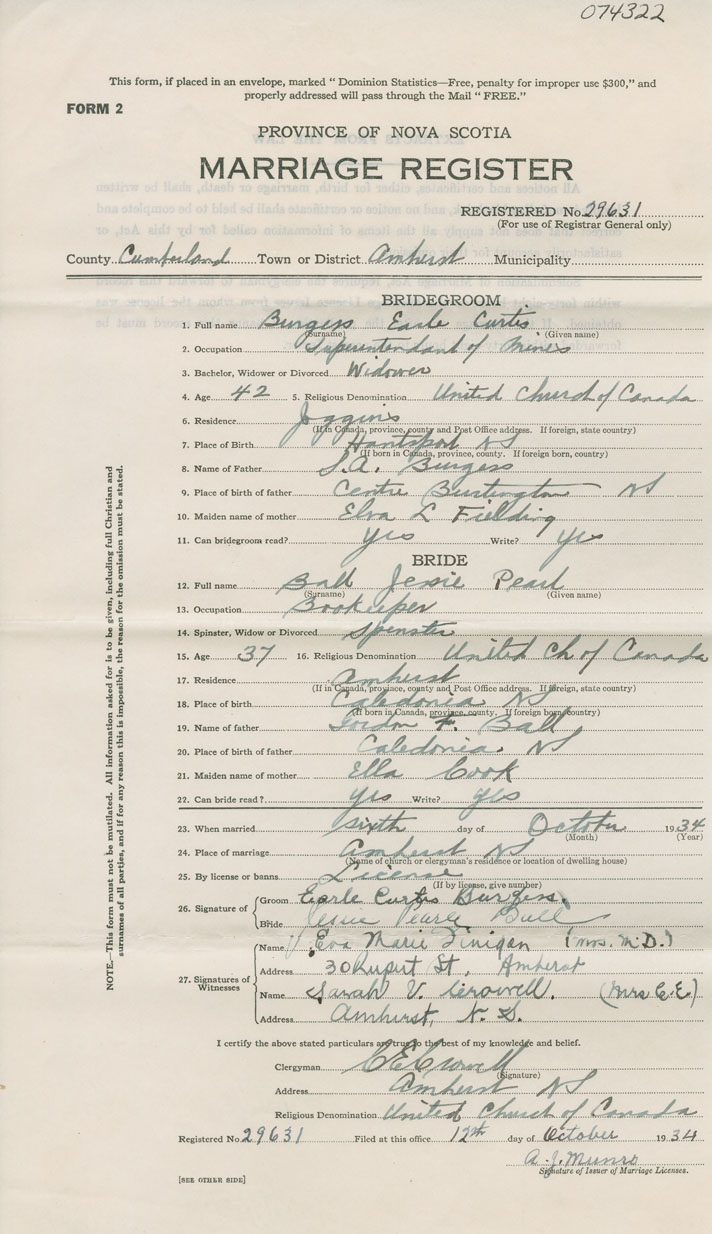 074322
This form, if placed in an envelope, marked “ Dominion Statistics—Free, penalty for improper use $300,” and
properly addressed will pass through the Mail “ FREE.”
FORM 2
PROVINCE OF NOVA SCOTIA
MARRIAGE REGISTER
REGISTERED No. 29631
(For use of Registrar General only)
County Cumberland Town or District Amherst Municipality
BRIDEGROOM
1. Full name Burgess Earle Curtis
(Surname) (Given name)
2. Occupation Superintendant of Mines
3. Bachelor, Widower or Divorced Widower
4. Age 42 5. Religious Denomination United Church of Canada
6. Residence Joggins
(If in Canada, province, county and Post Office address. If foreign, state country)
7. Place of Birth Hantsport NS
(If born in Canada, province, county. If foreign born, country)
8. Name of Father S.A. Burgess
9. Place of birth of father Centre Burlington NS
10. Maiden name of mother Elva L Fielding
11. Can bridegroom read? Yes Write? Yes
BRIDE
12. Full name Ball Jessie Pearl
(Surname) (Given name)
13. Occupation Bookeeper
14. Spinster, Widow or Divorced Spinster
15. Age 37 16. Religious Denomination United Ch of Canada
17. Residence Amherst
(If in Canada, province, county and Post Office address. If foreign, state country)
18. Place of birth Caledonia NS
(If born in Canada, province, county. If foreign born, country)
19. Name of father Gordon F. Ball
20. Place of birth of father Caledonia NS
21. Maiden name of mother Ella Cook
22. Can bride read? Yes Write? Yes
23. When married sixth day of October 1934
(Month) (Year)
24. Place of marriage Amherst NS
(Name of church or clergyman's residence or location of dwelling house)
25. By license or banns License
(If by license, give number)
26. Signature of
Groom Earle Curtis Burgess.
Bride Jessie Pearle Ball
27. Signatures of Witnesses
Name Eva Marie Finigan (Mrs. M.D.)
Address 30 Rupert St, Amherst
Name Sarah V. Crowell. (Mrs C.E)
Address Amherst, N. S.
I certify the above stated particulars are true to the best of my knowledge and belief.
Clergyman C E Crowell
(Signature)
Address Amherst NS
Religious Denomination United Church of Canada
Registered No. 29631 Filed at this office 12th day of October 1934
A. J. Munro
Signature of Issuer of Marriage Licenses.
[SEE OTHER SIDE]
NOTE.—This form must not be mutilated. All information asked for is to be given, including full Christian and
surnames of all parties, and if for any reason this is impossible, the reason for the omission must be stated.